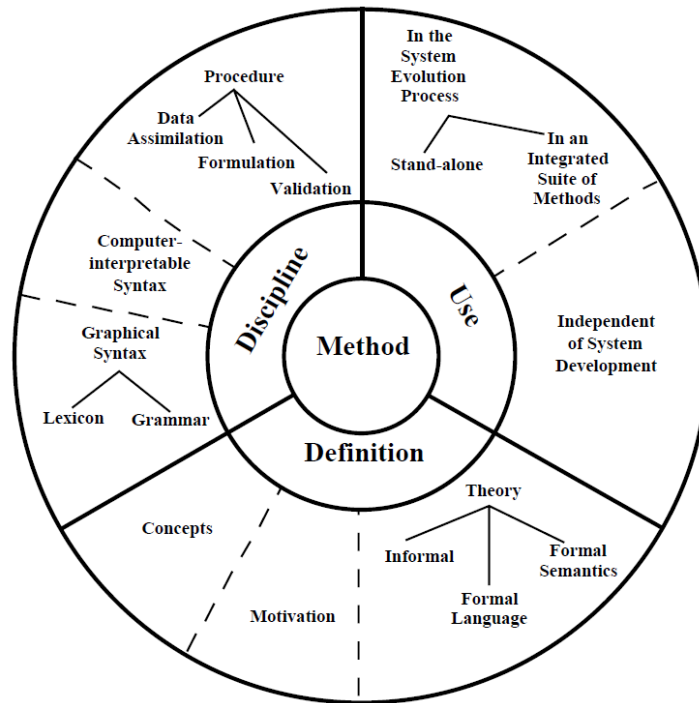 Procedure
Data
Assimilation
Formulation
Validation
In the
System
Evolution
Process
Stand-alone
In an
Integrated
Suite of
Methods
Computer-
interpretable
Syntax
Graphical
Syntax
Lexicon
Grammar
Discipline
Use
Method
Definition
Independent
of System
Development
Concepts
Motivation
Theory
Informal
Formal
Language
Formal
Semantics